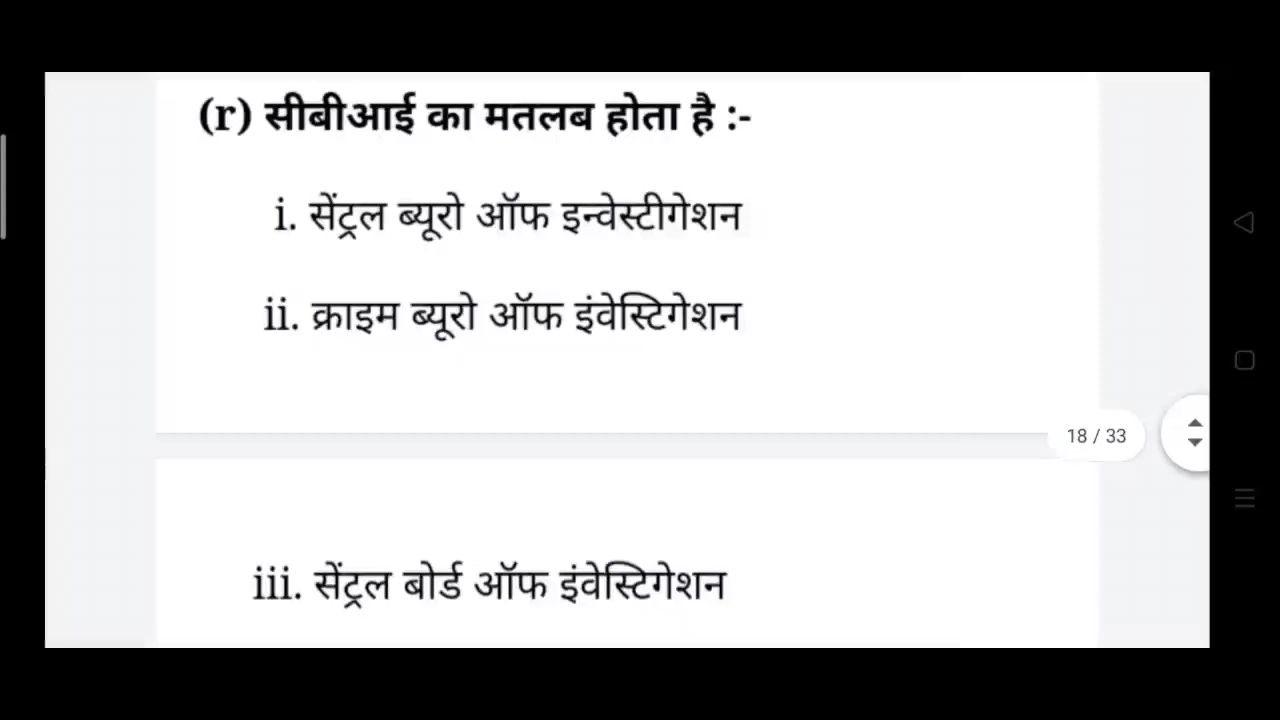 (r) सीबीआई का मतलब होता है :-
i. सेंट्रल ब्यूरो ऑफ इन्वेस्टीगेशन
ii. क्राइम ब्यूरो ऑफ इंवेस्टिगेशन
18 / 33
iii. सेंट्रल बोर्ड ऑफ इंवेस्टिगेशन